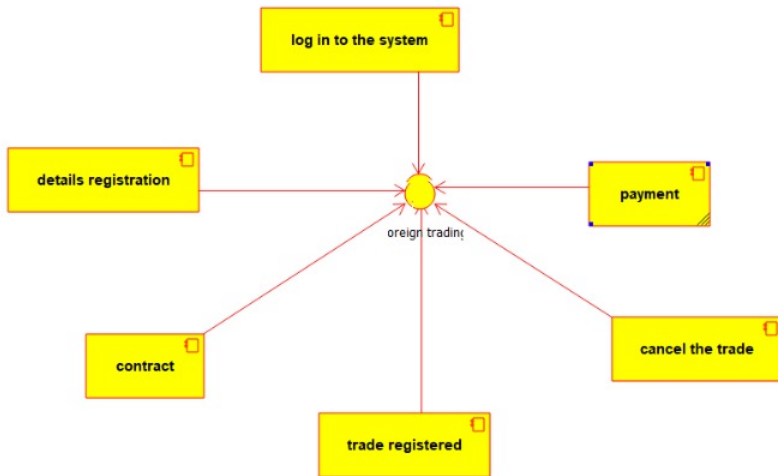 log in to the system
details registration
payment
oreign trading
contract
cancel the trade
trade registered